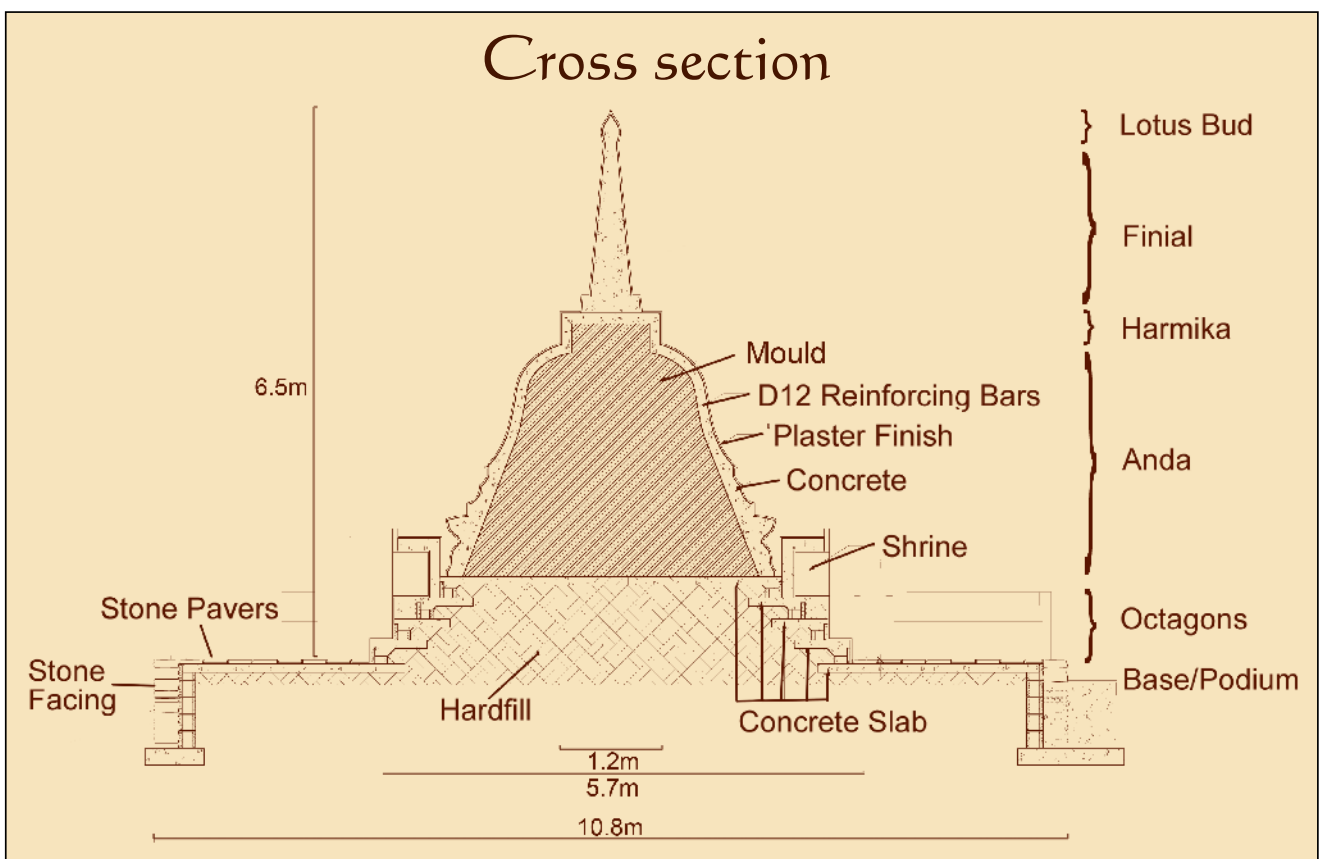 Cross section
Lotus Bud
Finial
Harmika
Mould
6.5m
D12 Reinforcing Bars
'Plaster Finish
Anda
Concrete
Shrine
Stone Pavers
Octagons
Stone
Facing
Base/Podium
Hardfill
Concrete Slab
1.2m
5.7m
10.8m